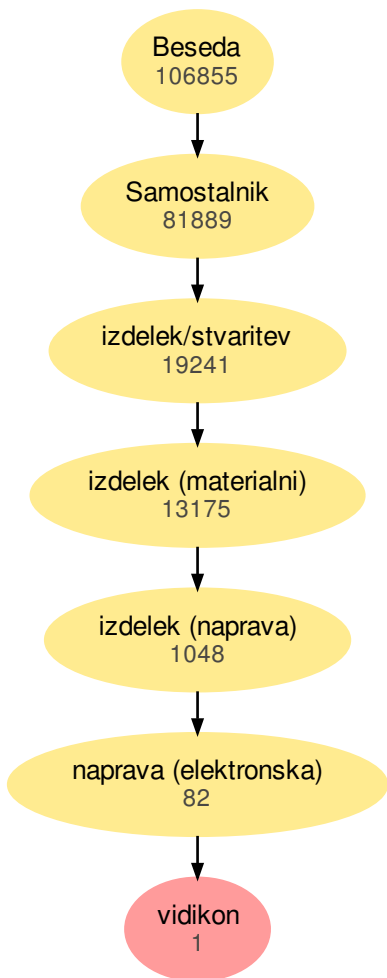 Beseda
106855
Samostalnik
81889
izdelek/stvaritev
19241
izdelek (materialni)
13175
izdelek (naprava)
1048
naprava (elektronska)
82
vidikon
1